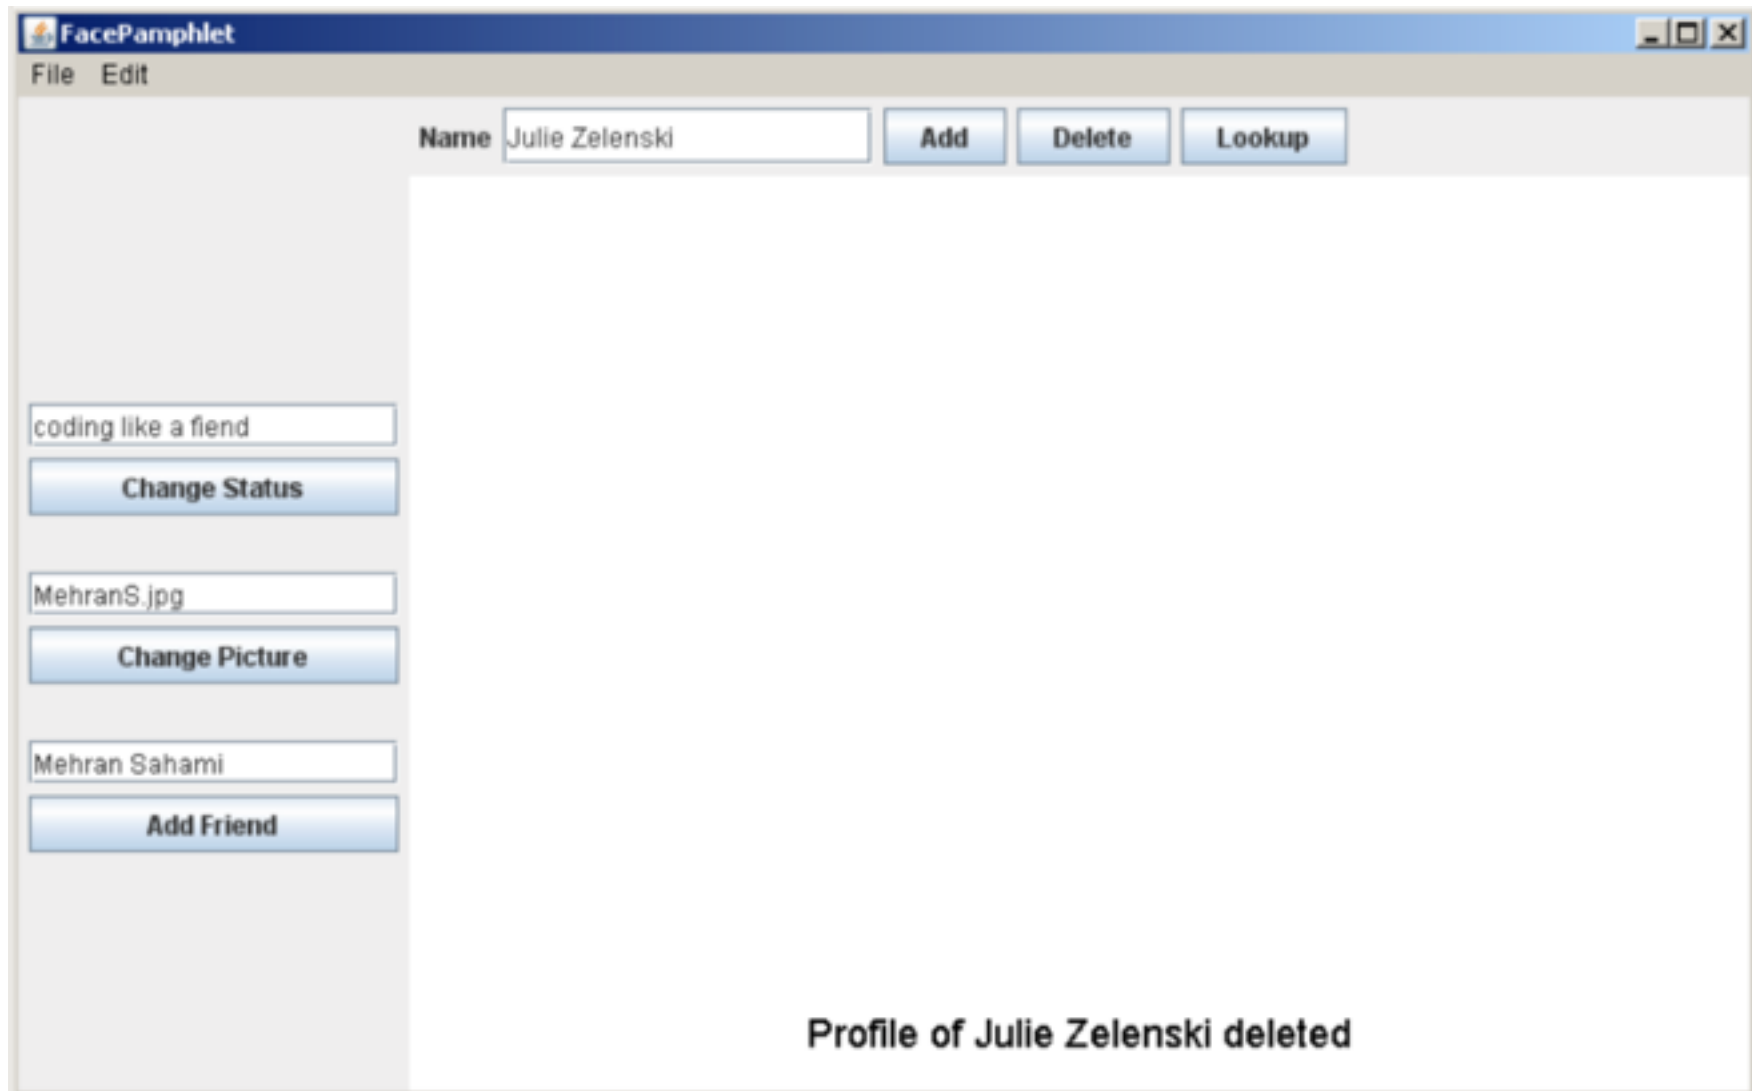 FacePamphlet
File Edit
Name Julie Zelenski Add Delete Lookup
coding like a fiend
Change Status
MehranS.jpg
Change Picture
Mehran Sahami
Add Friend
Profile of Julie Zelenski deleted